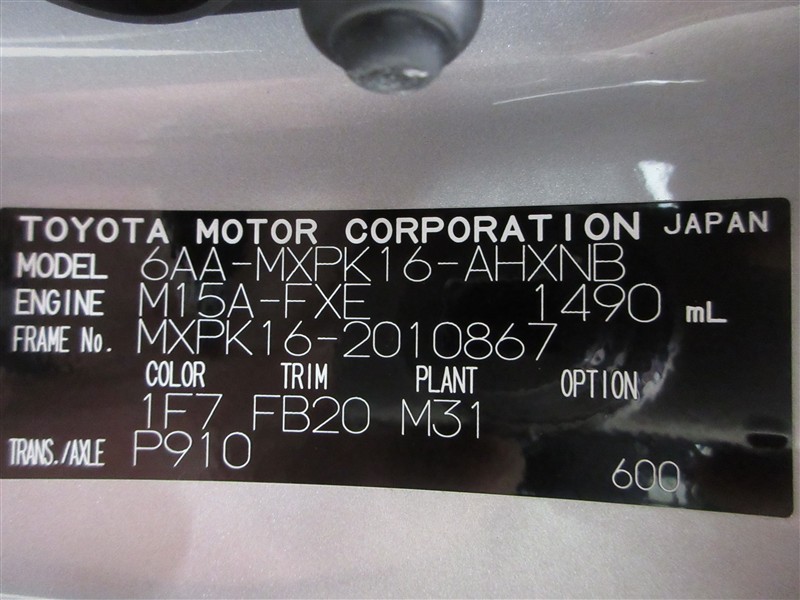 TOYOTA MOTOR CORPORATION JAPAN
MODEL 6AA-MXPK16-AHXNB
ENGINE M15A-FXE 1490 mL
FRAME No. MXPK16-2010867
COLOR TRIM PLANT OPTION
1F7 FB20 M31
TRANS./AXLE P910
600